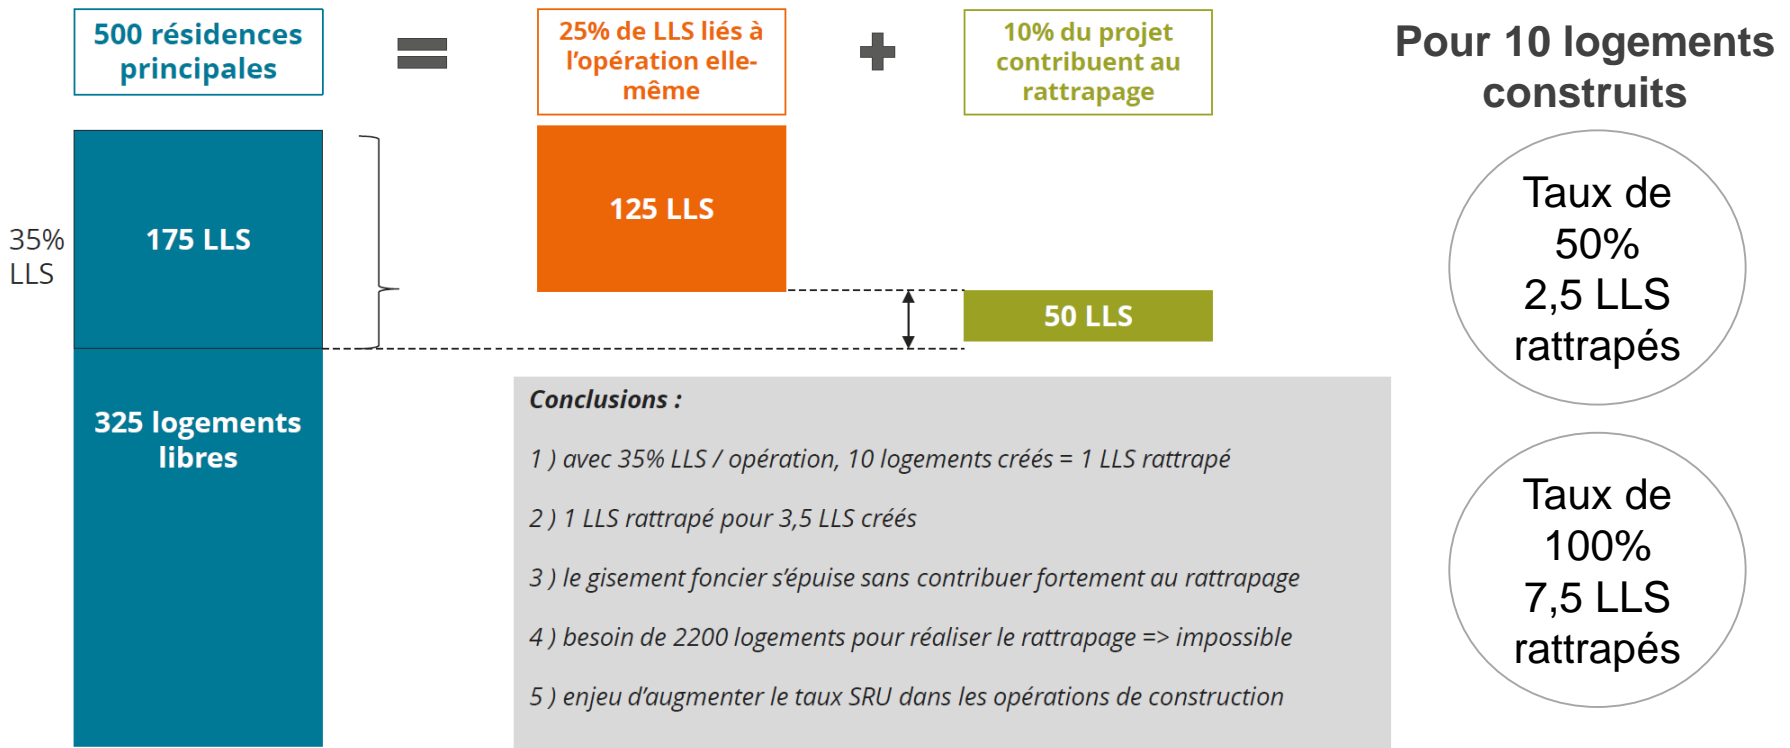 500 résidences
principales
25% de LLS liés à
l'opération elle-
même
10% du projet
contribuent au
rattrapage
Pour 10 logements
construits
35%
LLS
175 LLS
125 LLS
50 LLS
325 logements
libres
Conclusions :
1 ) avec 35% LLS / opération, 10 logements créés = 1 LLS rattrapé
2 ) 1 LLS rattrapé pour 3,5 LLS créés
3 ) le gisement foncier s'épuise sans contribuer fortement au rattrapage
4 ) besoin de 2200 logements pour réaliser le rattrapage => impossible
5 ) enjeu d'augmenter le taux SRU dans les opérations de construction
Taux de
50%
2,5 LLS
rattrapés
Taux de
100%
7,5 LLS
rattrapés